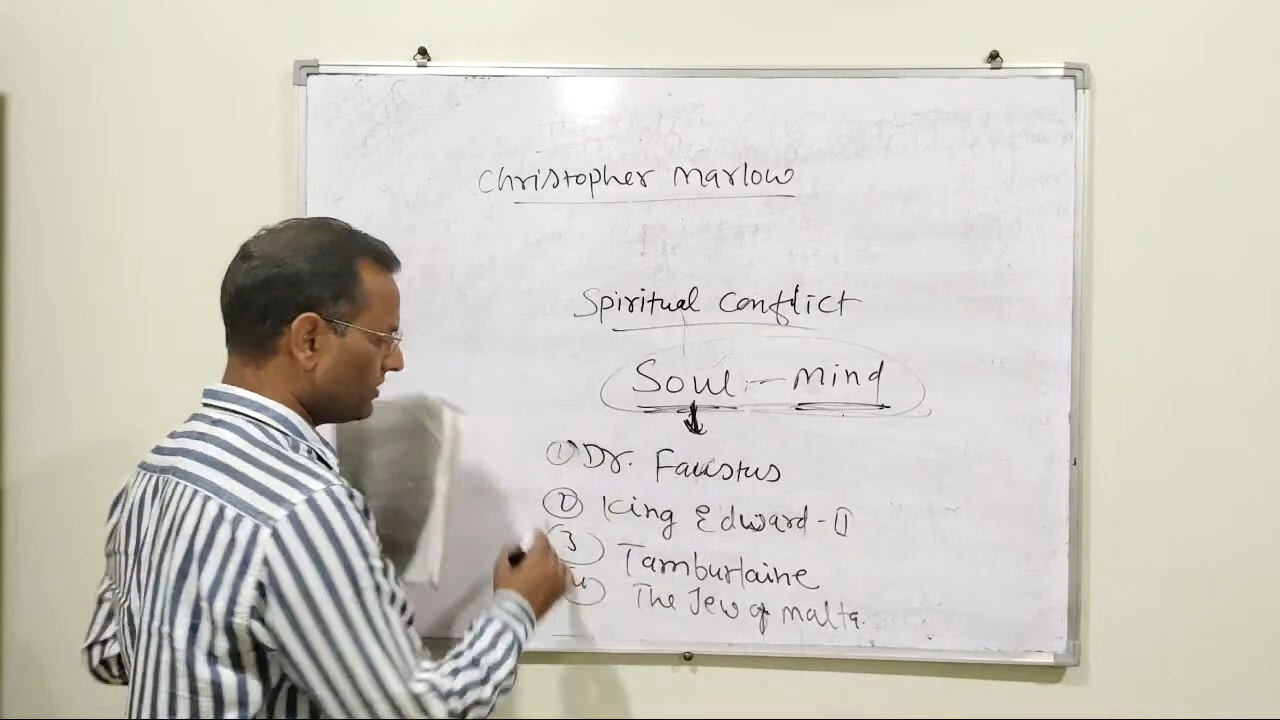 Christopher Marlow
Spiritual Conflict
Soul - Mind
① Dr. Faustus
② King Edward-II
③ Tamburlaine
④ The Jew of Malta.